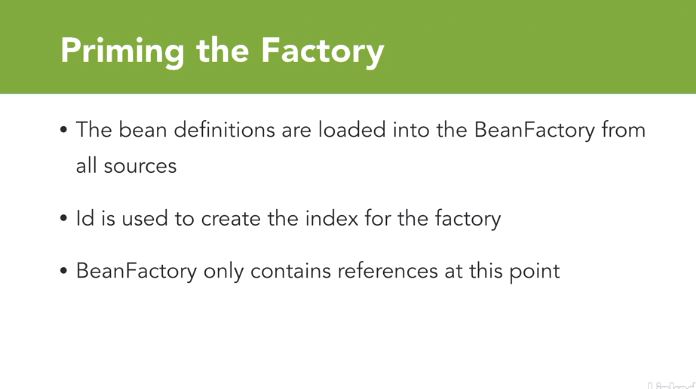 Priming the Factory
• The bean definitions are loaded into the BeanFactory from
all sources
• Id is used to create the index for the factory
• BeanFactory only contains references at this point